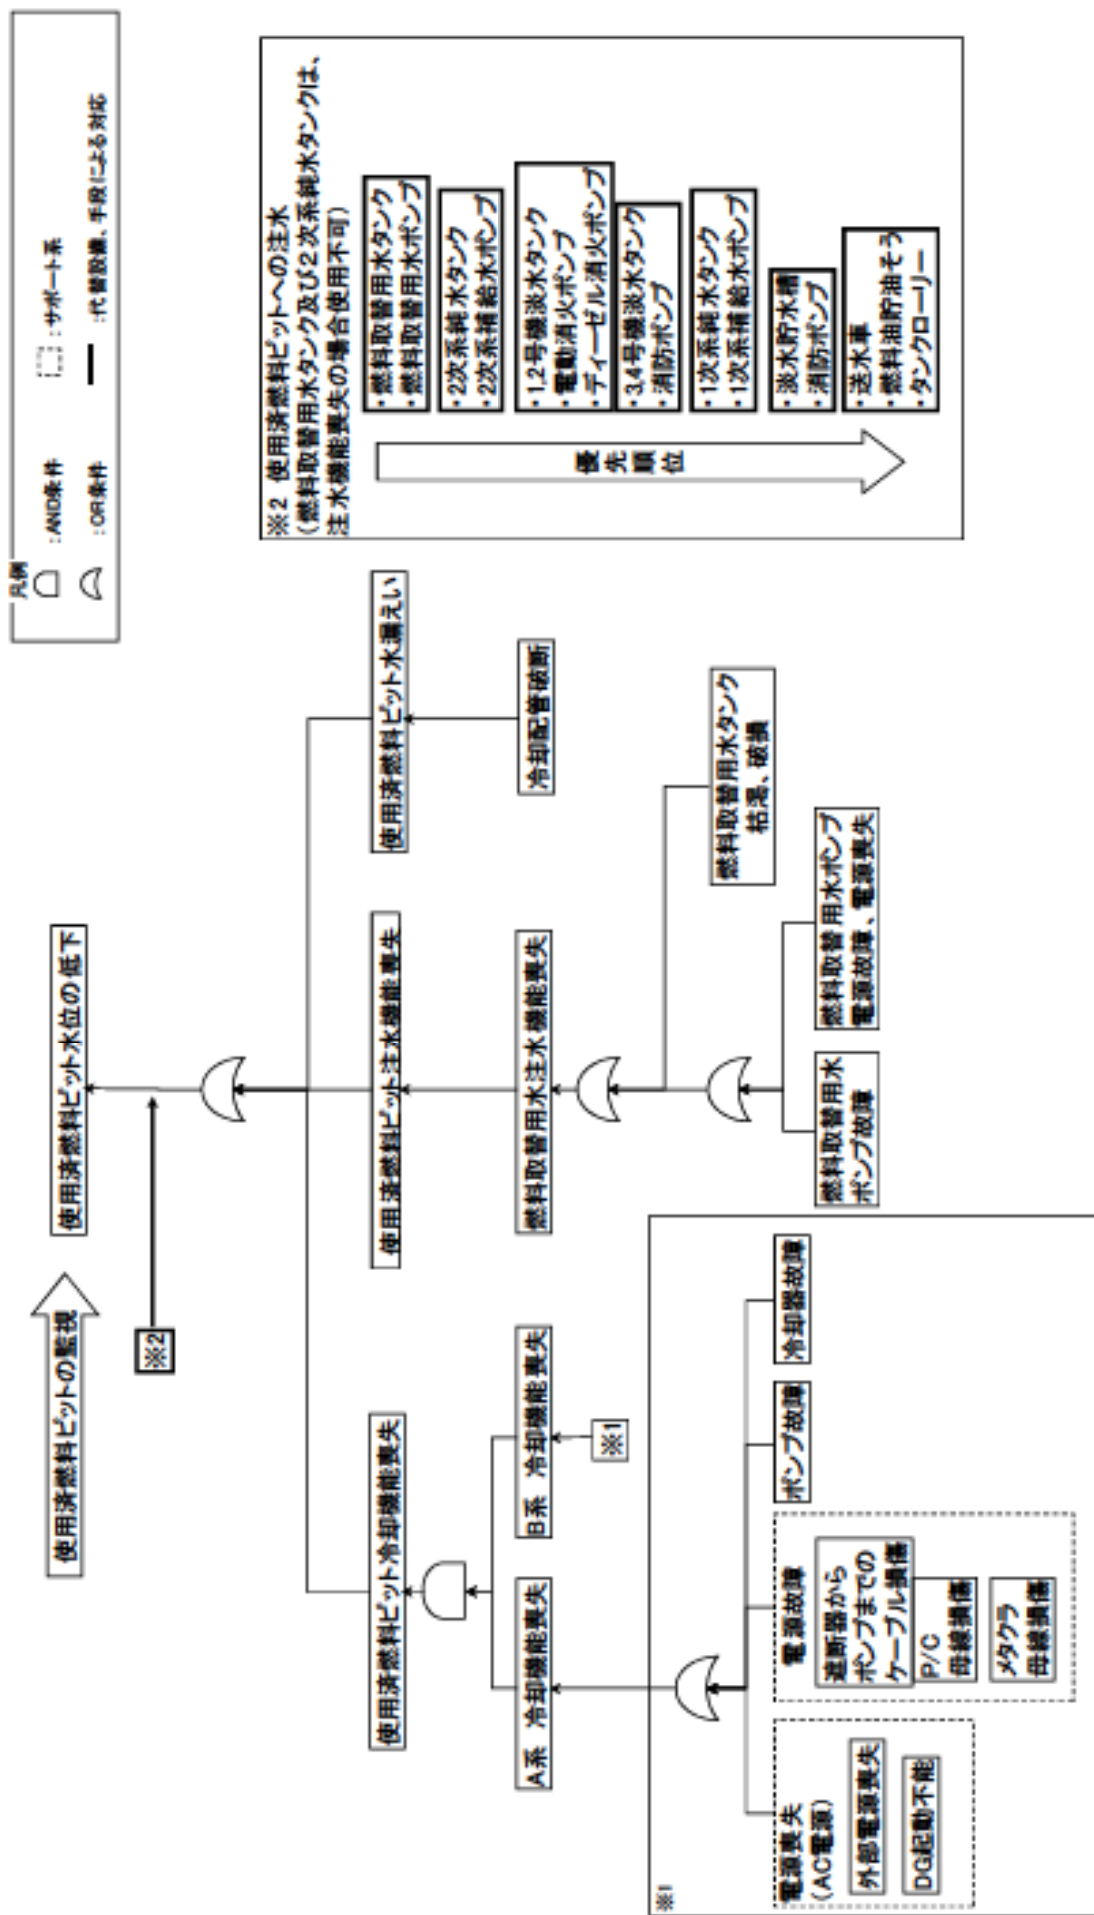 凡例
:AND条件
:サポート系
:OR条件
:代替設備、手段による対応
使用済燃料ピットの監視
使用済燃料ピット水位の低下
※2
使用済燃料ピット冷却機能喪失
使用済燃料ピット注水機能喪失
使用済燃料ピット水漏えい
A系 冷却機能喪失
B系 冷却機能喪失
燃料取替用水注水機能喪失
冷却配管破断
※1
燃料取替用水タンク
枯渇、破損
燃料取替用水
ポンプ故障
燃料取替用水ポンプ
電源故障、電源喪失
※1
電源喪失
(AC電源)
外部電源喪失
DG起動不能
電源故障
遮断器から
ポンプまでの
ケーブル損傷
P/C
母線損傷
メタクラ
母線損傷
ポンプ故障
冷却器故障
※2 使用済燃料ピットへの注水
(燃料取替用水タンク及び2次系純水タンクは、
注水機能喪失の場合使用不可)
優先順位
・燃料取替用水タンク
・燃料取替用水ポンプ
・2次系純水タンク
・2次系補給水ポンプ
・1,2号機淡水タンク
・電動消火ポンプ
・ディーゼル消火ポンプ
・3,4号機淡水タンク
・消防ポンプ
・1次系純水タンク
・1次系補給水ポンプ
・淡水貯水槽
・消防ポンプ
・送水車
・燃料油貯油そう
・タンクローリー